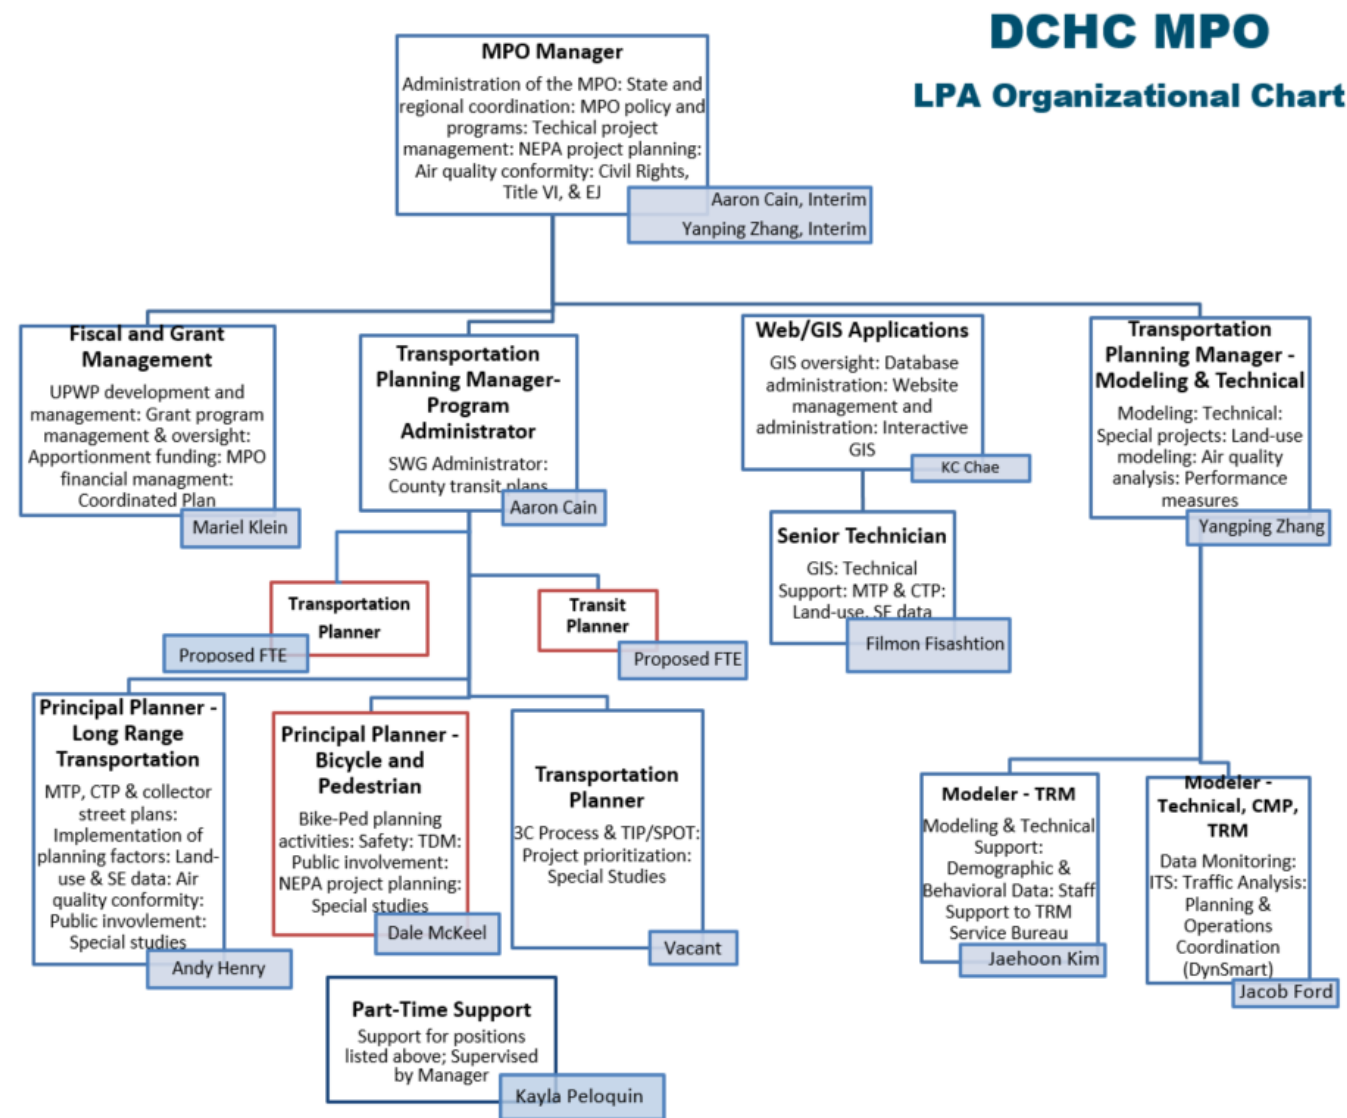 DCHC MPO
LPA Organizational Chart
MPO Manager
Administration of the MPO: State and
regional coordination: MPO policy and
programs: Techical project
management: NEPA project planning:
Air quality conformity: Civil Rights,
Title VI, & EJ
Aaron Cain, Interim
Yanping Zhang, Interim
Fiscal and Grant
Management
UPWP development and
management: Grant program
management & oversight:
Apportionment funding: MPO
financial managment:
Coordinated Plan
Mariel Klein
Transportation
Planning Manager-
Program
Administrator
SWG Administrator:
County transit plans
Aaron Cain
Web/GIS Applications
GIS oversight: Database
administration: Website
management and
administration: Interactive
GIS
KC Chae
Transportation
Planning Manager -
Modeling & Technical
Modeling: Technical:
Special projects: Land-use
modeling: Air quality
analysis: Performance
measures
Yangping Zhang
Senior Technician
GIS: Technical
Support: MTP & CTP:
Land-use, SE data
Filmon Fisashtion
Transportation
Planner
Proposed FTE
Transit
Planner
Proposed FTE
Principal Planner -
Long Range
Transportation
MTP, CTP & collector
street plans:
Implementation of
planning factors: Land-
use & SE data: Air
quality conformity:
Public invovlement:
Special studies
Andy Henry
Principal Planner -
Bicycle and
Pedestrian
Bike-Ped planning
activities: Safety: TDM:
Public involvement:
NEPA project planning:
Special studies
Dale McKeel
Transportation
Planner
3C Process & TIP/SPOT:
Project prioritization:
Special Studies
Vacant
Modeler - TRM
Modeling & Technical
Support:
Demographic &
Behavioral Data: Staff
Support to TRM
Service Bureau
Jaehoon Kim
Modeler -
Technical, CMP,
TRM
Data Monitoring:
ITS: Traffic Analysis:
Planning &
Operations
Coordination
(DynSmart)
Jacob Ford
Part-Time Support
Support for positions
listed above; Supervised
by Manager
Kayla Peloquin